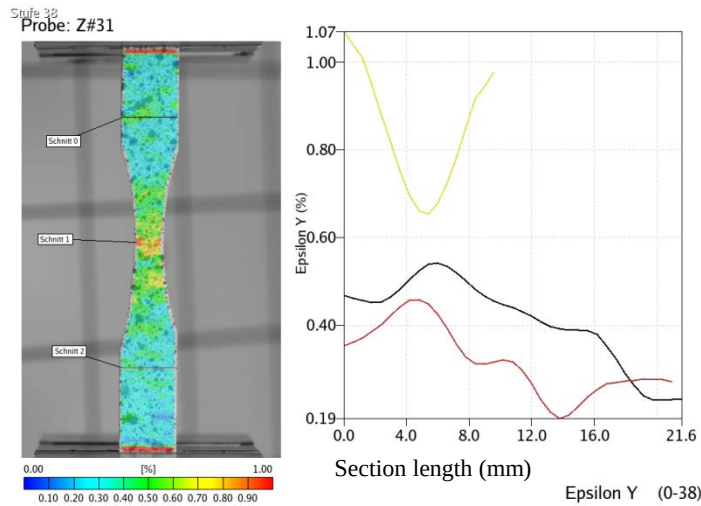 Stufe 38
Probe: Z#31
Schnitt 0
Schnitt 1
Schnitt 2
0.00 [%] 1.00
0.10 0.20 0.30 0.40 0.50 0.60 0.70 0.80 0.90
Epsilon Y (%)
1.07
1.00
0.80
0.60
0.40
0.19
0.0 4.0 8.0 12.0 16.0 21.6
Section length (mm)
Epsilon Y (0-38)